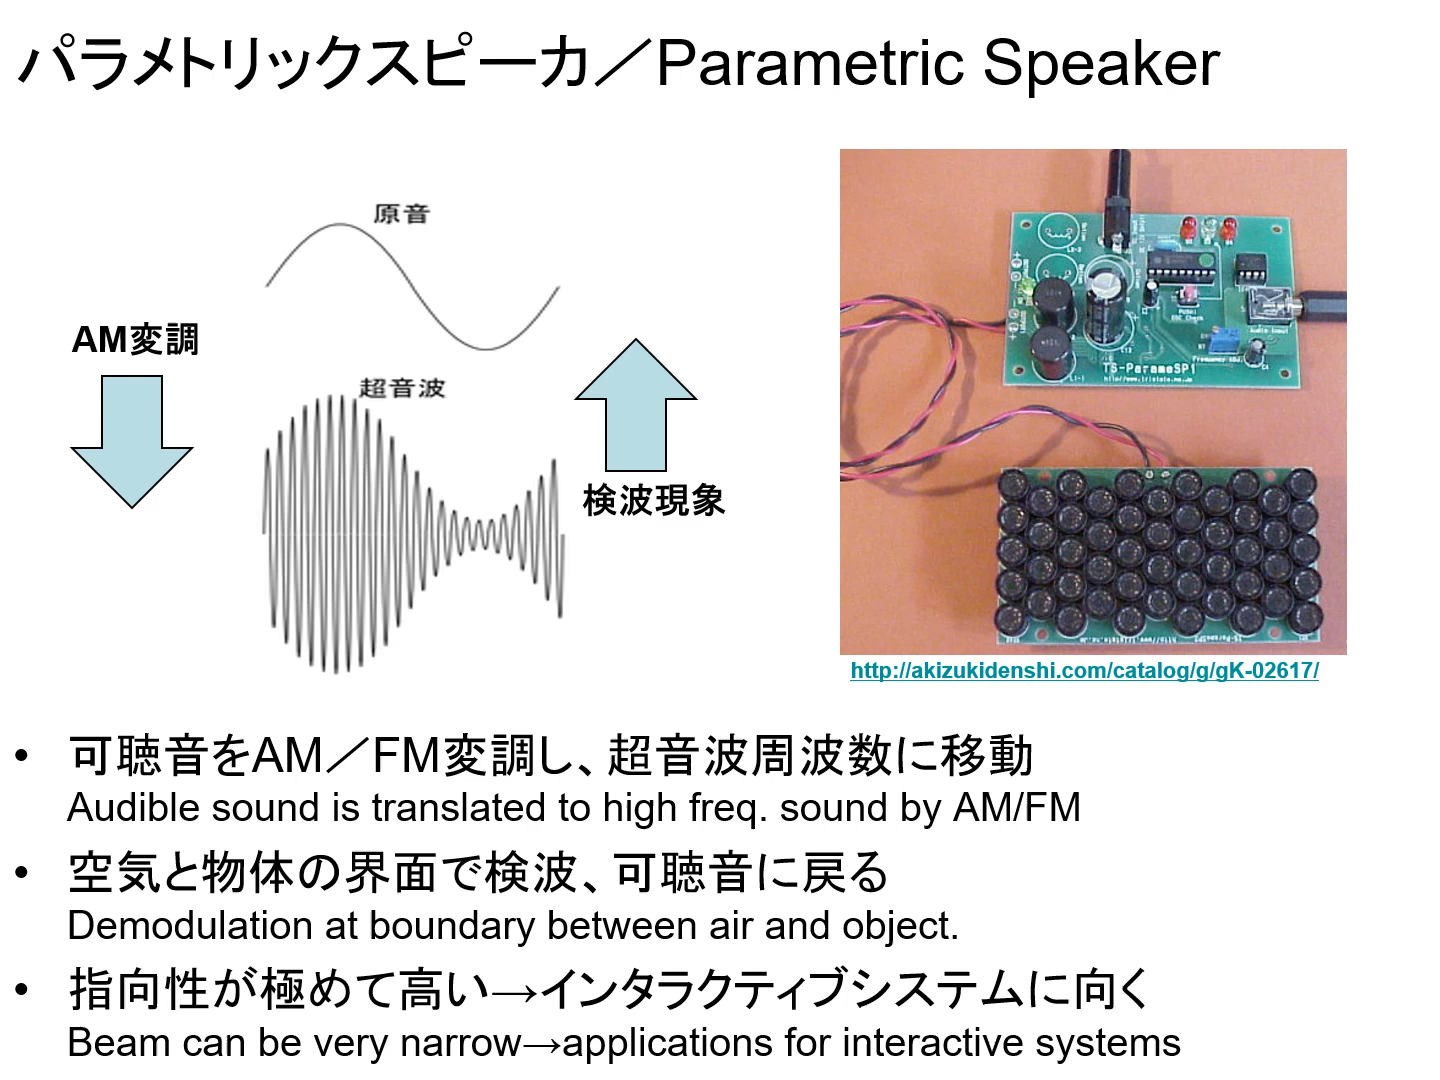 パラメトリックスピーカ／Parametric Speaker
原音
AM変調
超音波
検波現象
TS-ParameSP1
http://akizukidenshi.com/catalog/g/gK-02617/
• 可聴音をAM／FM変調し、超音波周波数に移動
Audible sound is translated to high freq. sound by AM/FM
• 空気と物体の界面で検波、可聴音に戻る
Demodulation at boundary between air and object.
• 指向性が極めて高い→インタラクティブシステムに向く
Beam can be very narrow→applications for interactive systems